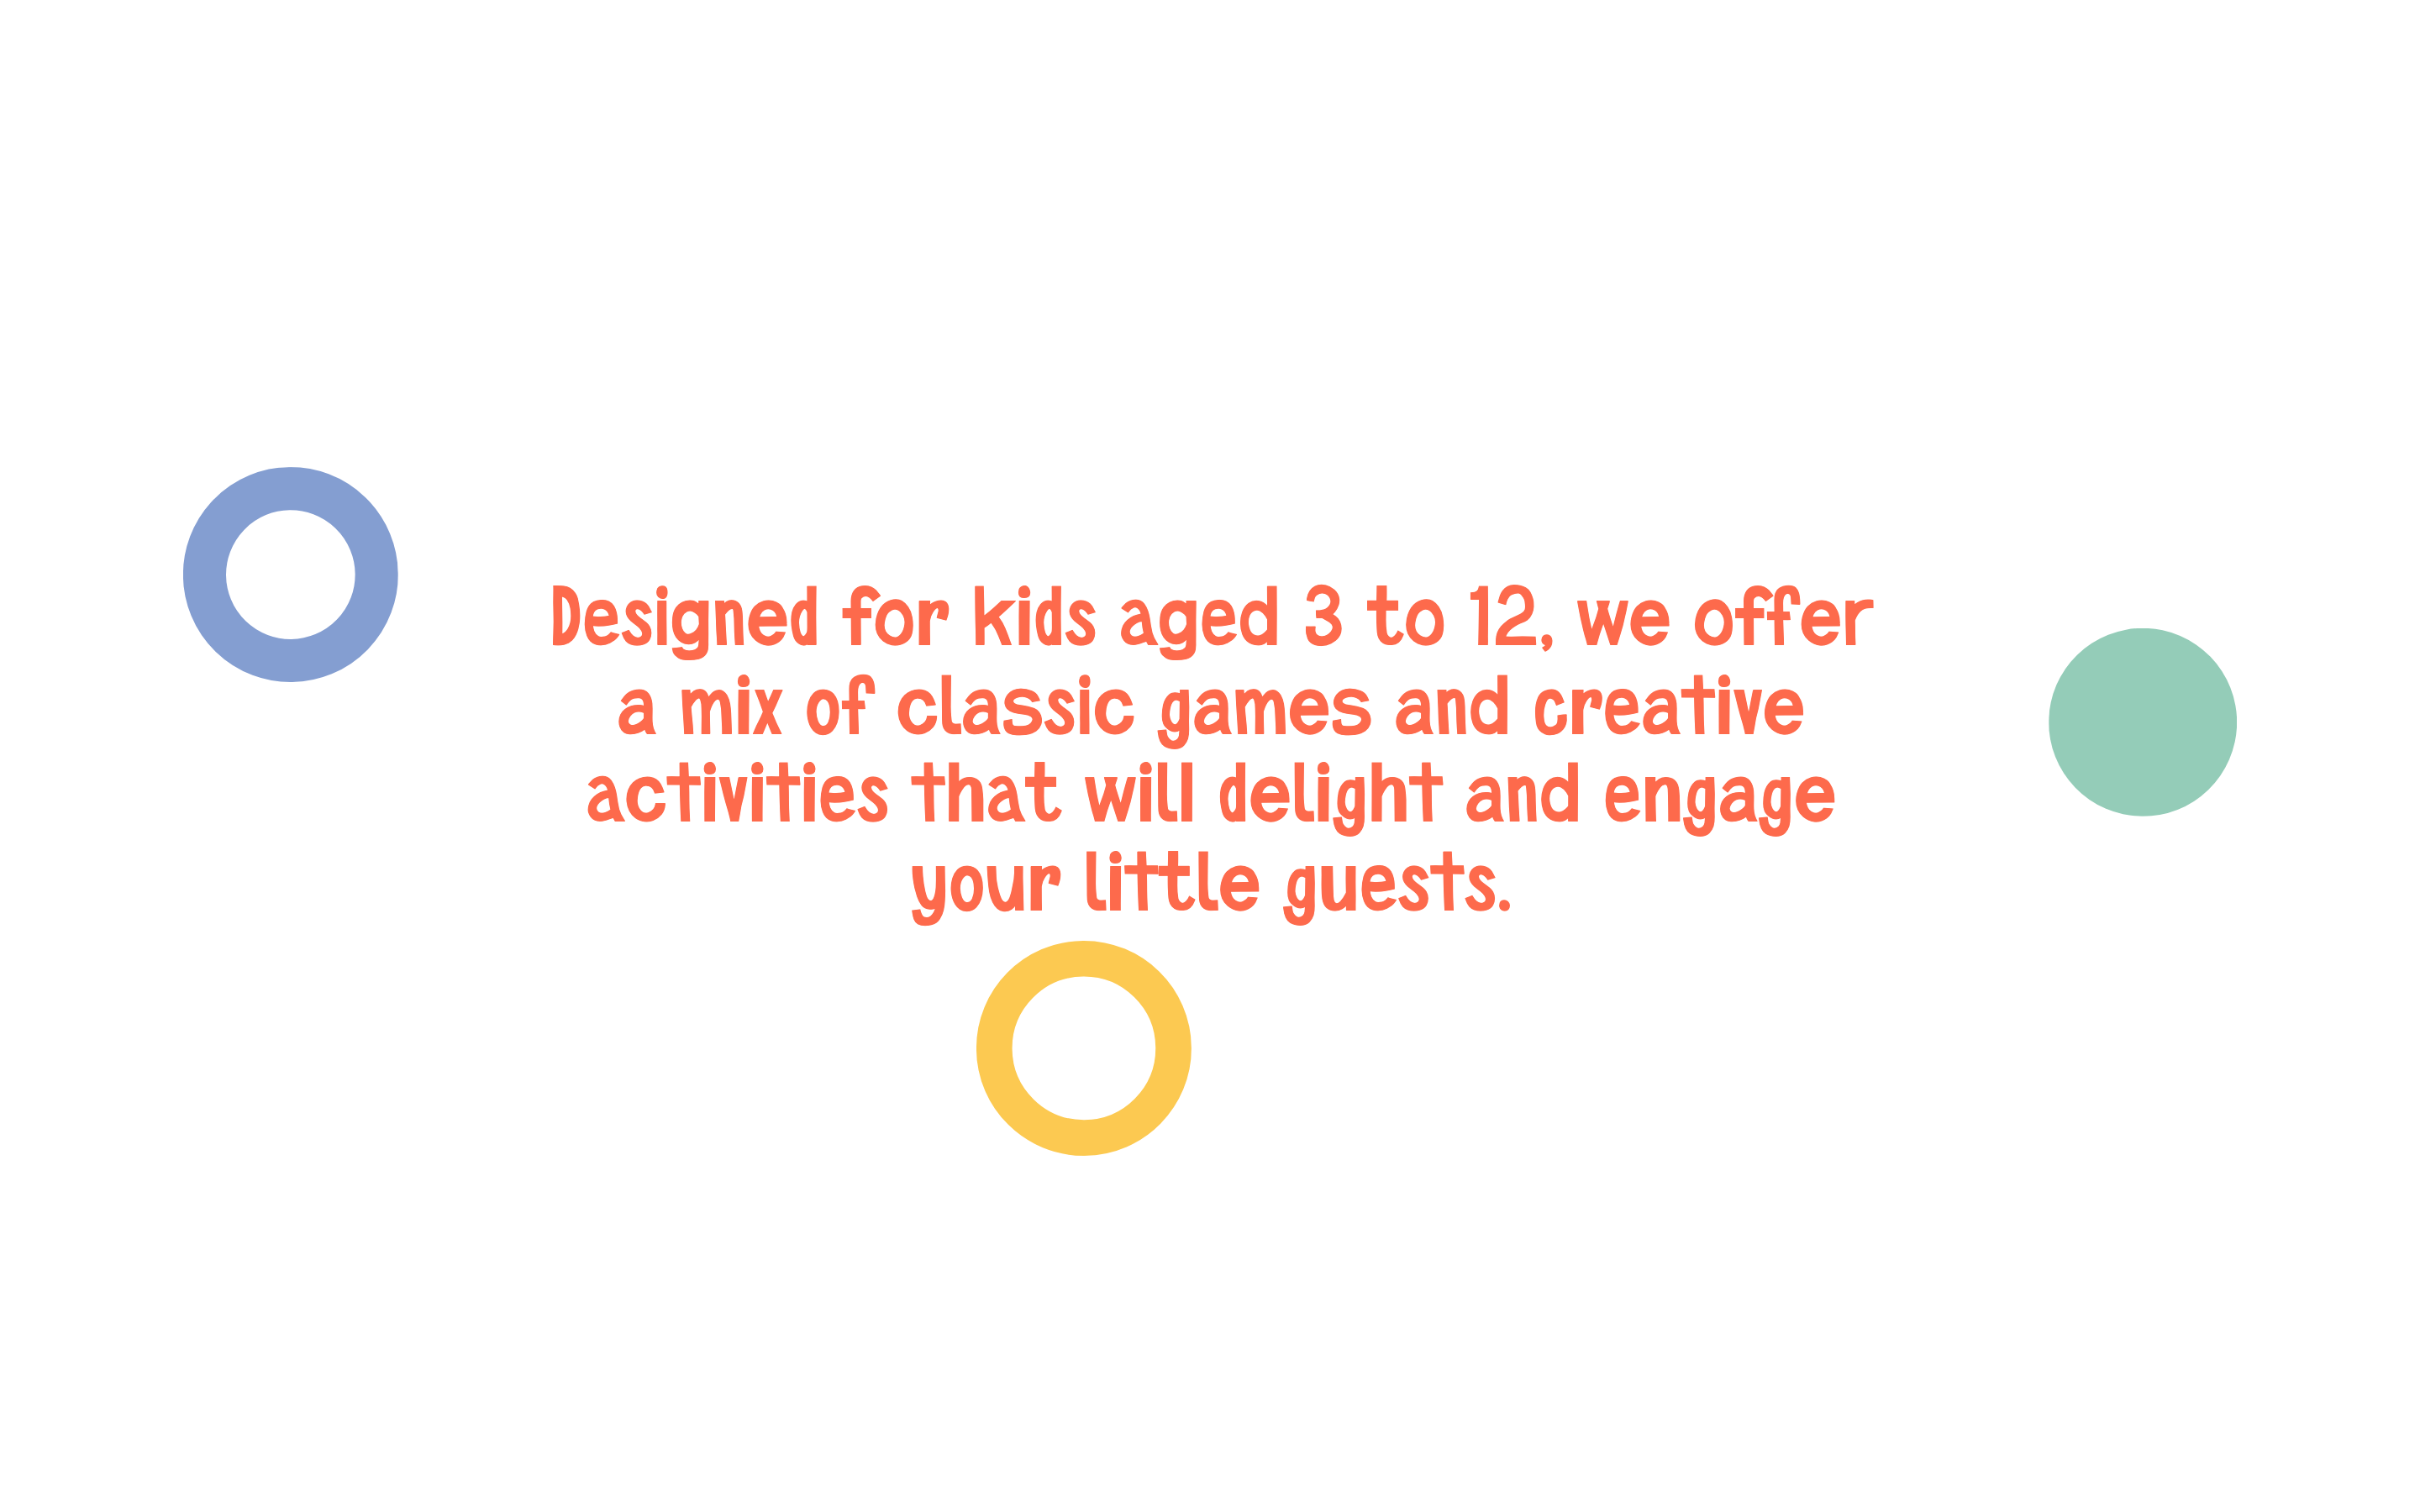 Designed for kids aged 3 to 12, we offer
a mix of classic games and creative
activities that will delight and engage
your little guests.